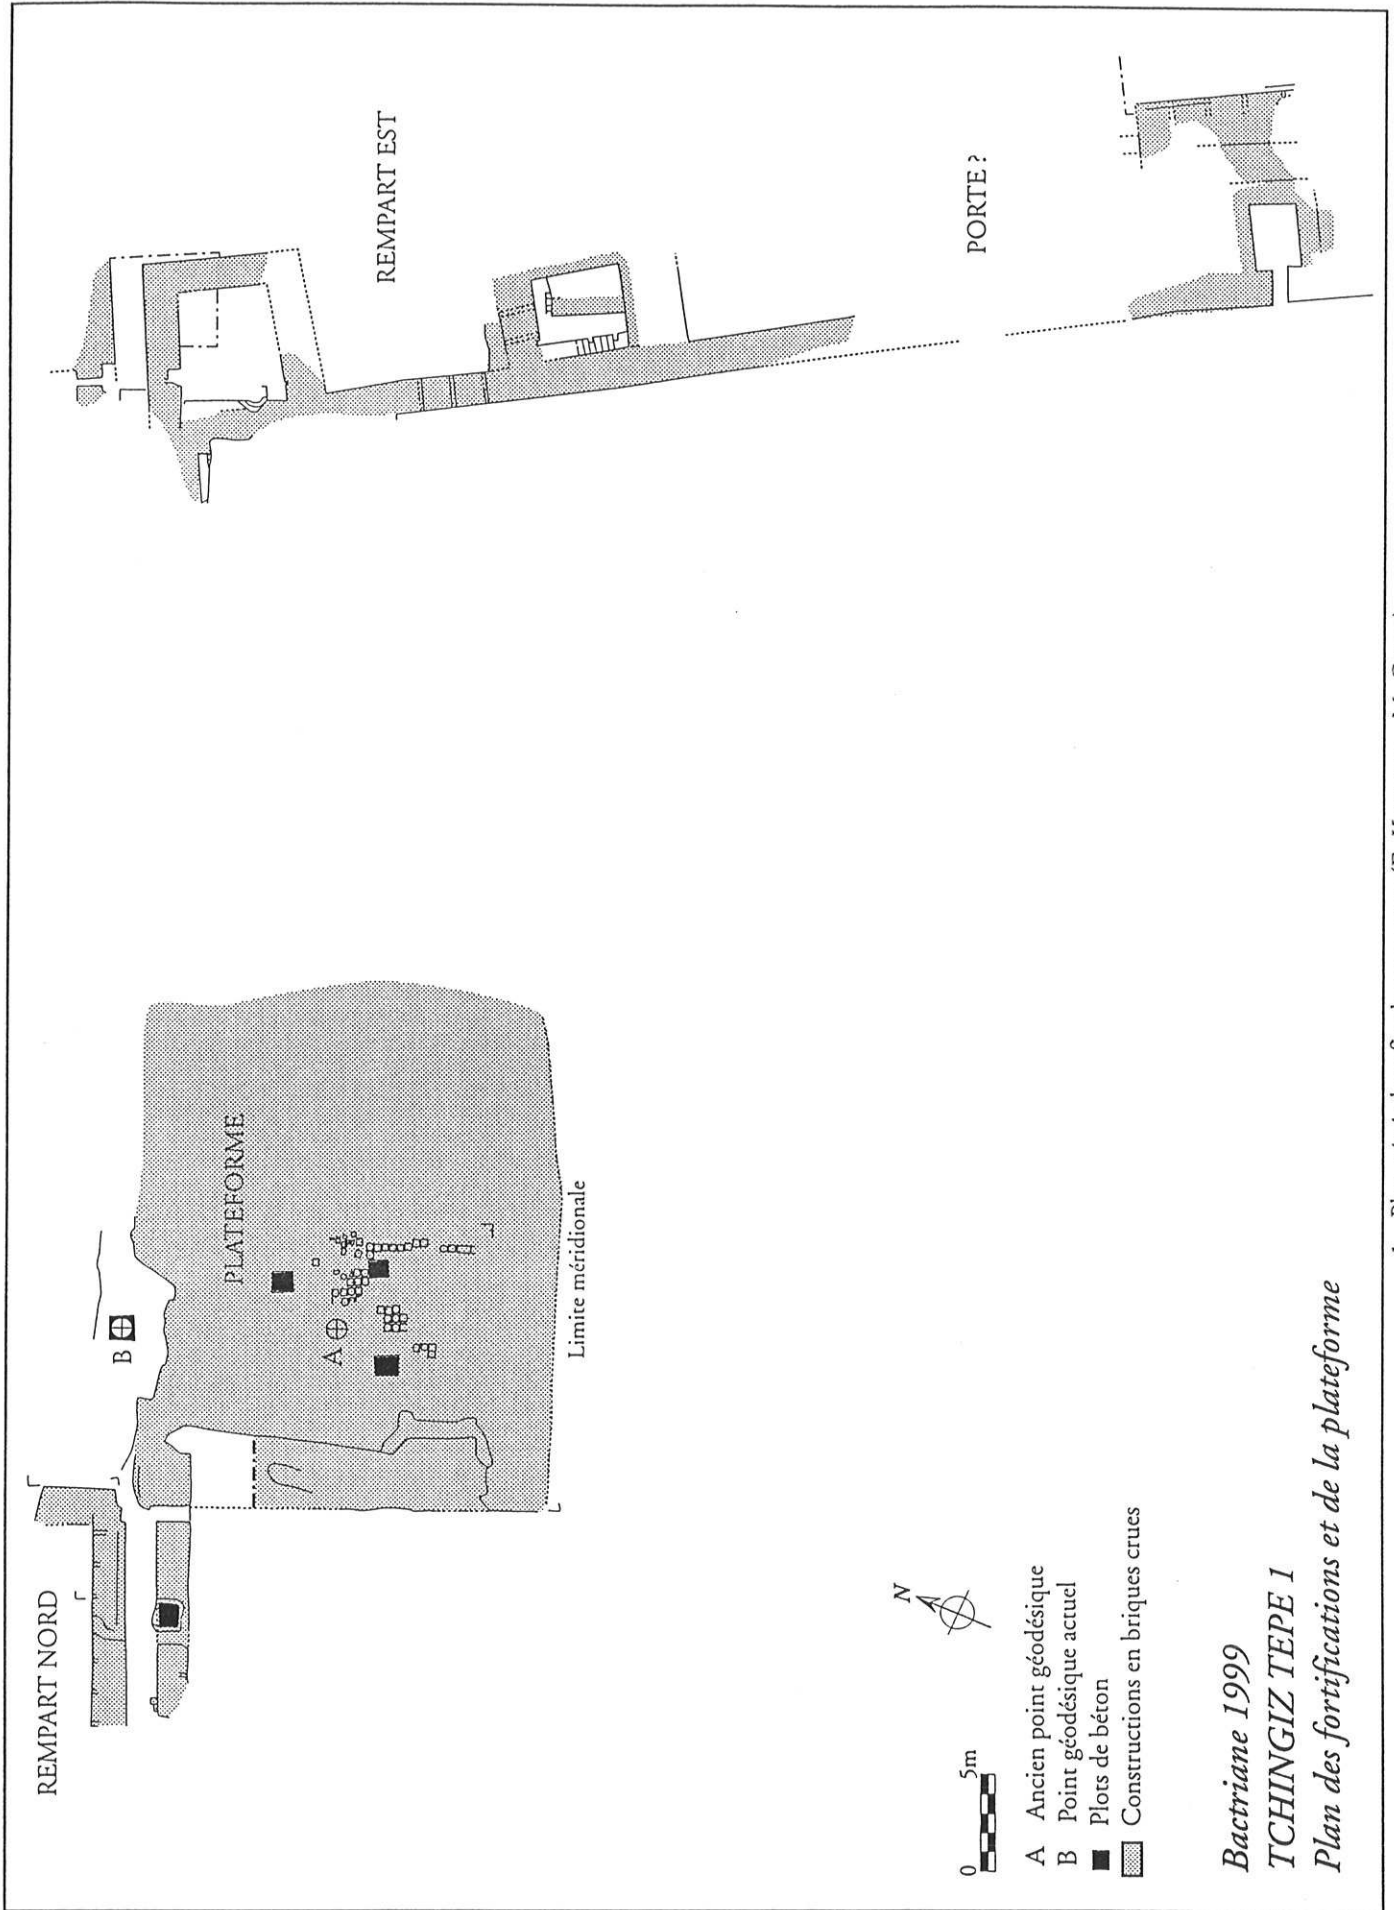 REMPART NORD
B
PLATEFORME
A
Limite méridionale
REMPART EST
PORTE ?
N
0 5m
A Ancien point géodésique
B Point géodésique actuel
Plots de béton
Constructions en briques crues
Bactriane 1999
TCHINGIZ TEPE 1
Plan des fortifications et de la plateforme